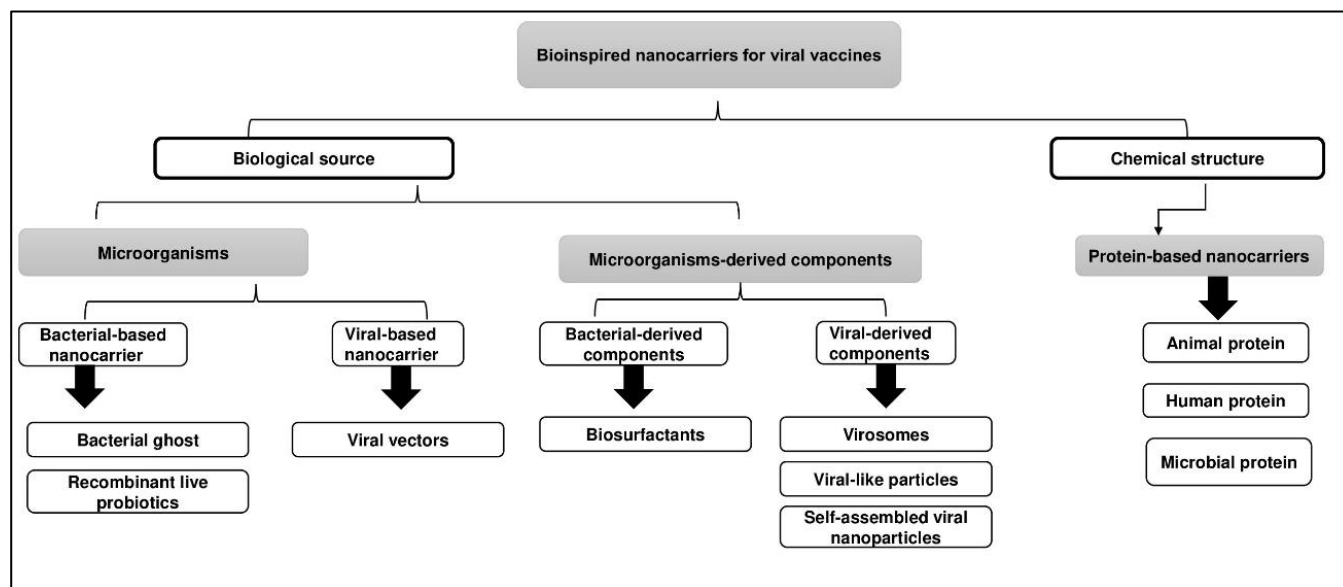 Bioinspired nanocarriers for viral vaccines
Biological source
Chemical structure
Microorganisms
Microorganisms-derived components
Protein-based nanocarriers
Bacterial-based
nanocarrier
Viral-based
nanocarrier
Bacterial-derived
components
Viral-derived
components
Animal protein
Human protein
Microbial protein
Bacterial ghost
Recombinant live
probiotics
Viral vectors
Biosurfactants
Virosomes
Viral-like particles
Self-assembled viral
nanoparticles